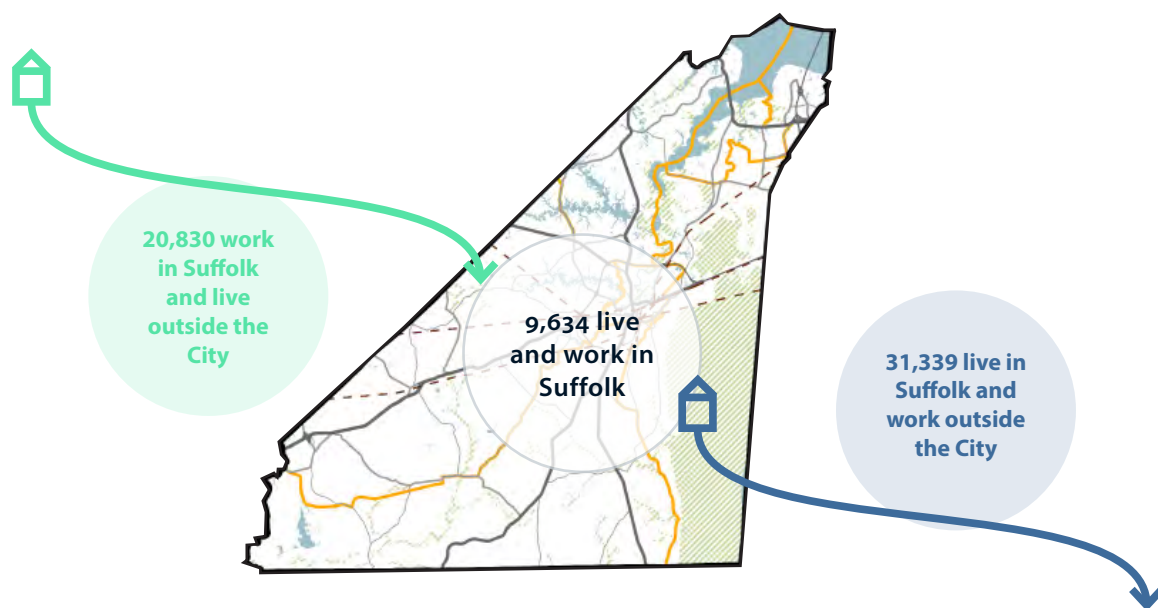 20,830 work
in Suffolk
and live
outside the
City
9,634 live
and work in
Suffolk
31,339 live in
Suffolk and
work outside
the City